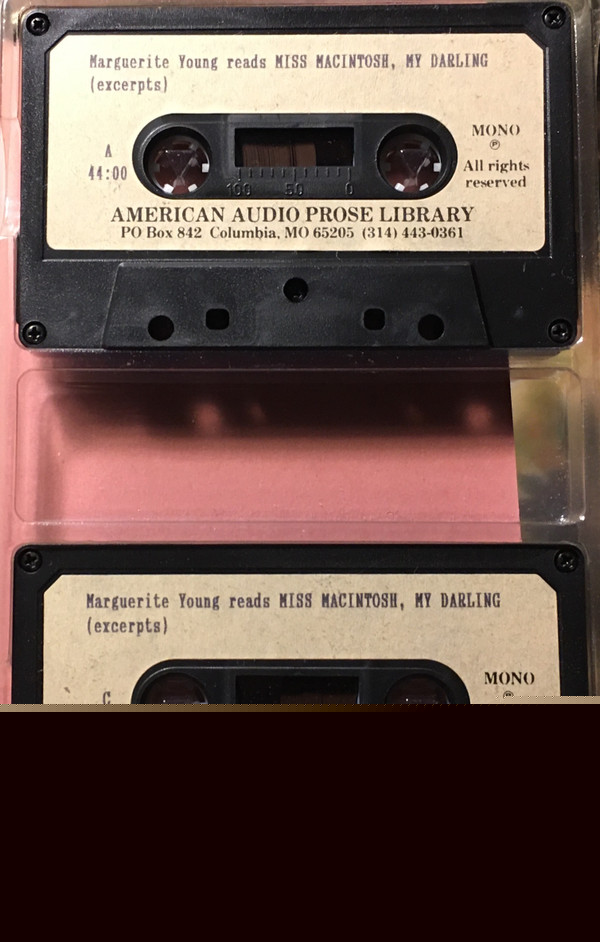 Marguerite Young reads MISS MACINTOSH, MY DARLING
(excerpts)
A
44:00
100 50 0
MONO
℗
All rights
reserved
AMERICAN AUDIO PROSE LIBRARY
PO Box 842 Columbia, MO 65205 (314) 443-0361
Marguerite Young reads MISS MACINTOSH, MY DARLING
(excerpts)
C
MONO